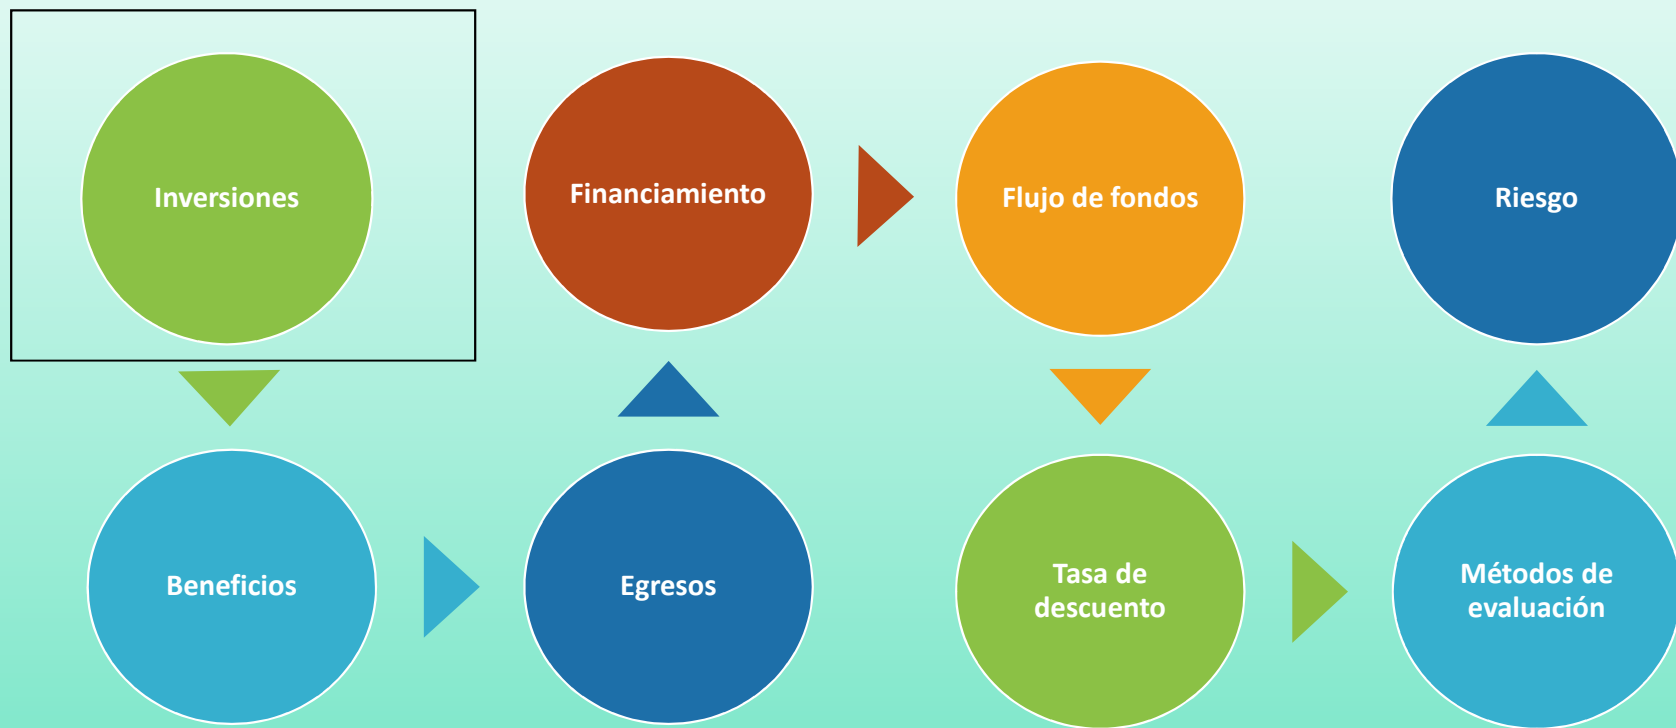 Inversiones
Financiamiento
Flujo de fondos
Riesgo
Beneficios
Egresos
Tasa de
descuento
Métodos de
evaluación